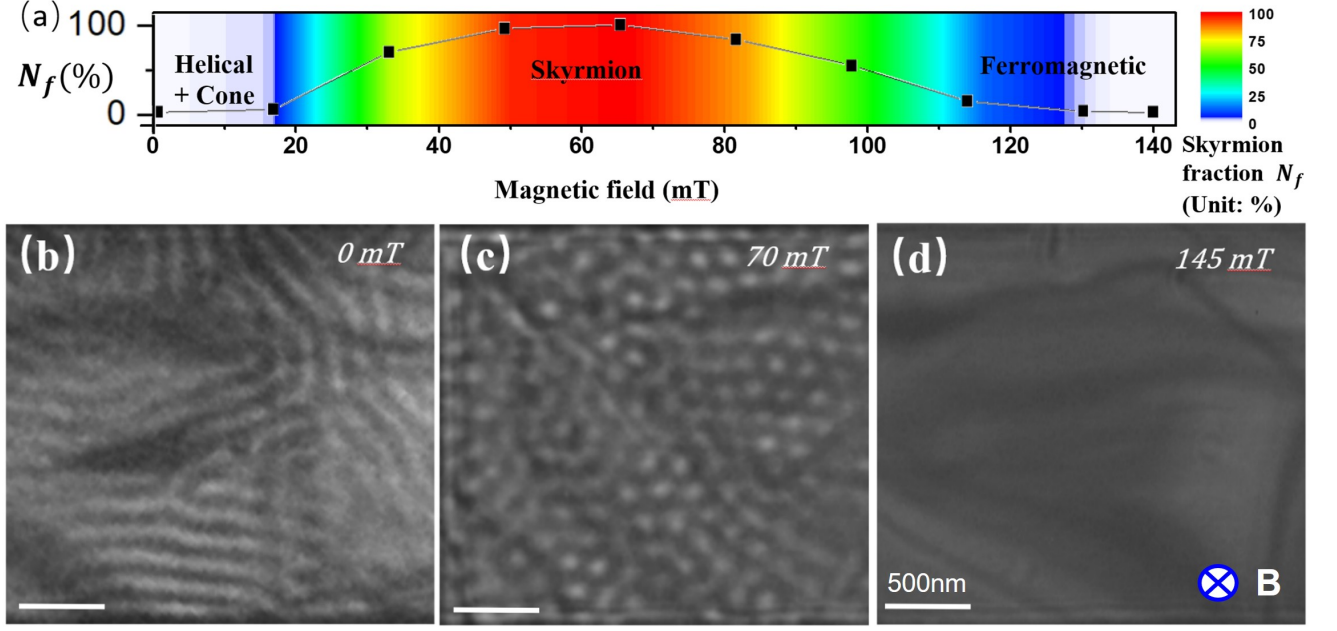 (a)
100
0
N_f(%)
Helical
+ Cone
Skyrmion
Ferromagnetic
0 20 40 60 80 100 120 140
Magnetic field (mT)
100
75
50
25
0
Skyrmion
fraction N_f
(Unit: %)
(b)
0 mT
(c)
70 mT
(d)
145 mT
500nm
B